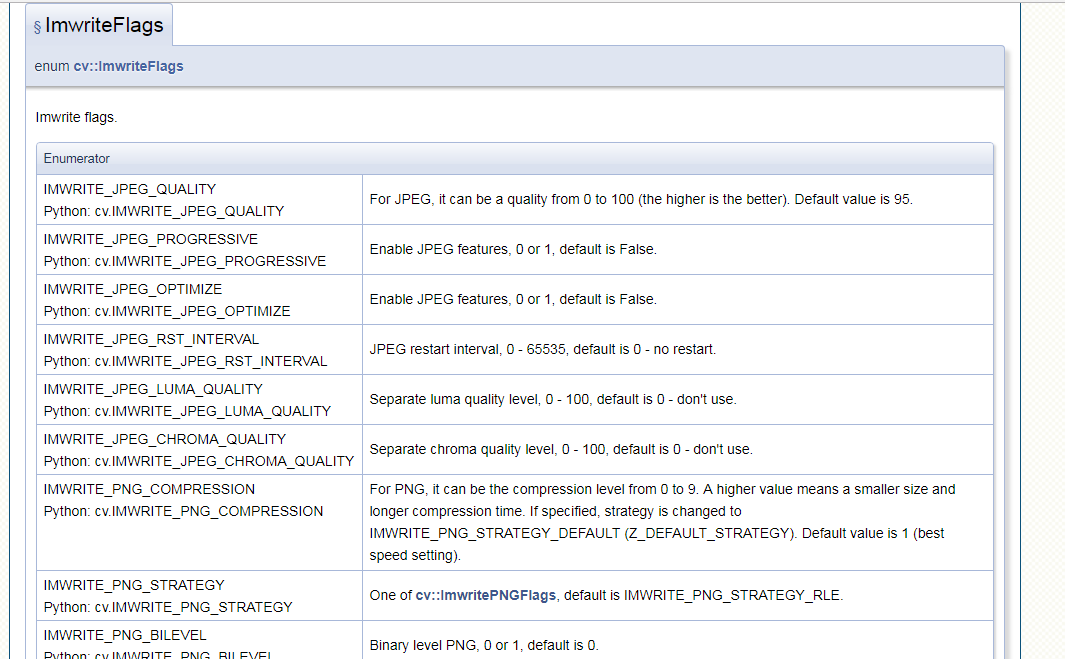 § ImwriteFlags
enum cv::ImwriteFlags
Imwrite flags.
Enumerator
IMWRITE_JPEG_QUALITY
Python: cv.IMWRITE_JPEG_QUALITY
For JPEG, it can be a quality from 0 to 100 (the higher is the better). Default value is 95.
IMWRITE_JPEG_PROGRESSIVE
Python: cv.IMWRITE_JPEG_PROGRESSIVE
Enable JPEG features, 0 or 1, default is False.
IMWRITE_JPEG_OPTIMIZE
Python: cv.IMWRITE_JPEG_OPTIMIZE
Enable JPEG features, 0 or 1, default is False.
IMWRITE_JPEG_RST_INTERVAL
Python: cv.IMWRITE_JPEG_RST_INTERVAL
JPEG restart interval, 0 - 65535, default is 0 - no restart.
IMWRITE_JPEG_LUMA_QUALITY
Python: cv.IMWRITE_JPEG_LUMA_QUALITY
Separate luma quality level, 0 - 100, default is 0 - don't use.
IMWRITE_JPEG_CHROMA_QUALITY
Python: cv.IMWRITE_JPEG_CHROMA_QUALITY
Separate chroma quality level, 0 - 100, default is 0 - don't use.
IMWRITE_PNG_COMPRESSION
Python: cv.IMWRITE_PNG_COMPRESSION
For PNG, it can be the compression level from 0 to 9. A higher value means a smaller size and
longer compression time. If specified, strategy is changed to
IMWRITE_PNG_STRATEGY_DEFAULT (Z_DEFAULT_STRATEGY). Default value is 1 (best
speed setting).
IMWRITE_PNG_STRATEGY
Python: cv.IMWRITE_PNG_STRATEGY
One of cv::ImwritePNGFlags, default is IMWRITE_PNG_STRATEGY_RLE.
IMWRITE_PNG_BILEVEL
Python: cv.IMWRITE_PNG_BILEVEL
Binary level PNG, 0 or 1, default is 0.